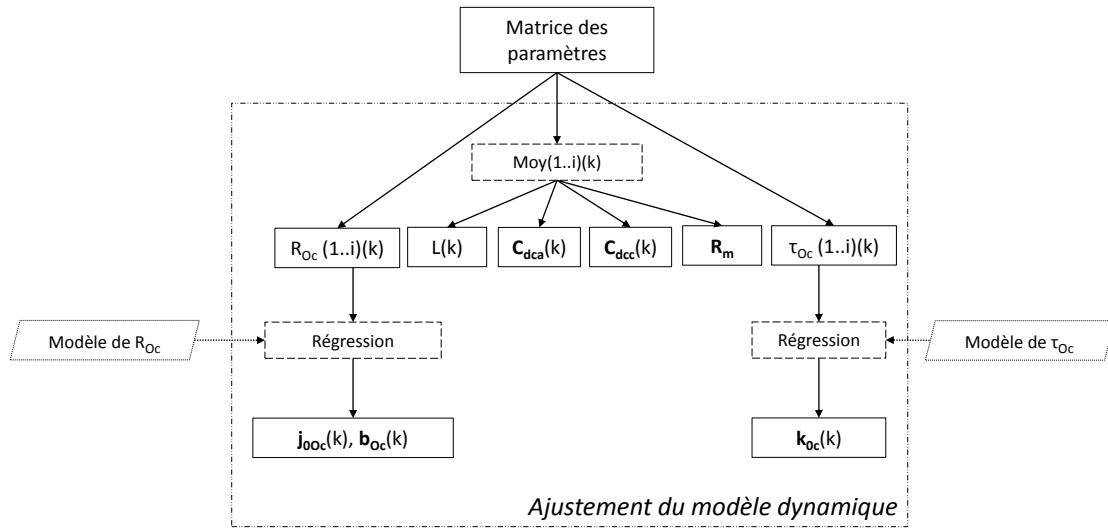 Matrice des
paramètres
Moy(1..i)(k)
R_Oc (1..i)(k)
L(k)
C_dca(k)
C_dcc(k)
R_m
τ_Oc (1..i)(k)
Modèle de R_Oc
Régression
Régression
Modèle de τ_Oc
j_0Oc(k), b_Oc(k)
k_0c(k)
Ajustement du modèle dynamique